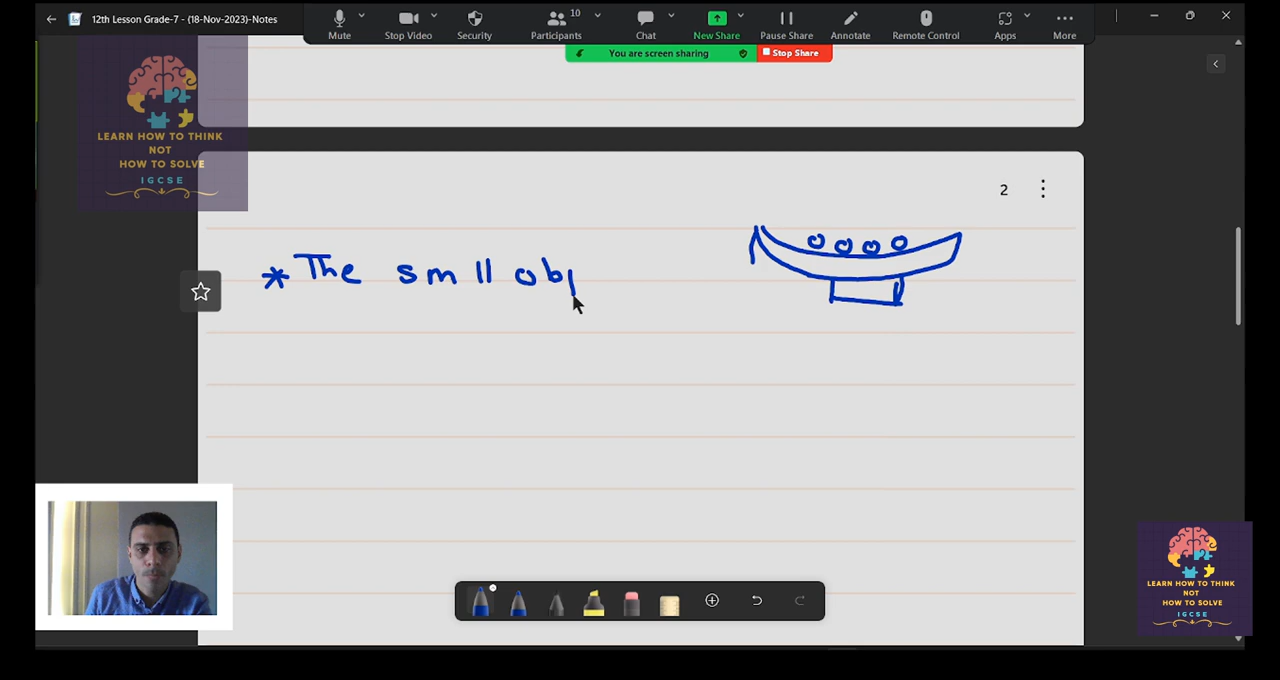 12th Lesson Grade-7 - (18-Nov-2023)-Notes
Mute
Stop Video
Security
10
Participants
Chat
New Share
Pause Share
Annotate
Remote Control
Apps
More
You are screen sharing
Stop Share
LEARN HOW TO THINK
NOT
HOW TO SOLVE
IGCSE
2
* The smll obj
LEARN HOW TO THINK
NOT
HOW TO SOLVE
IGCSE